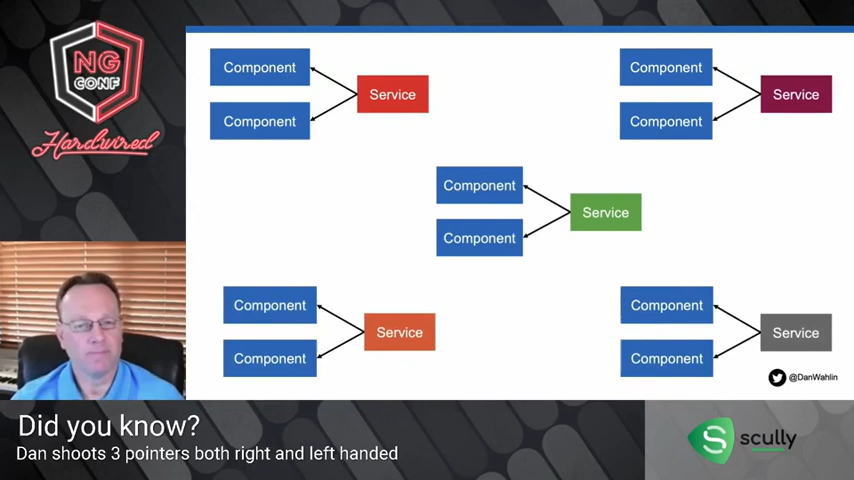 NG
CONF
Hardwired
Component
Component
Service
Component
Component
Service
Component
Component
Service
Component
Component
Service
Component
Component
Service
@DanWahlin
Did you know?
Dan shoots 3 pointers both right and left handed
S scully